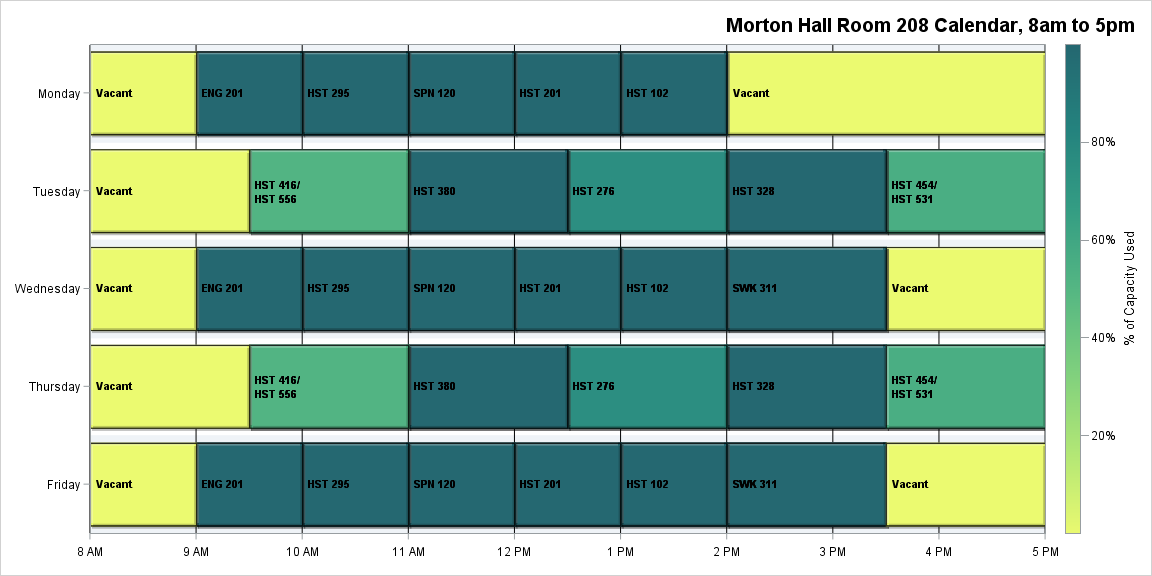 Morton Hall Room 208 Calendar, 8am to 5pm
Monday
Vacant
ENG 201
HST 295
SPN 120
HST 201
HST 102
Vacant
Tuesday
Vacant
HST 416/
HST 556
HST 380
HST 276
HST 328
HST 454/
HST 531
Wednesday
Vacant
ENG 201
HST 295
SPN 120
HST 201
HST 102
SWK 311
Vacant
Thursday
Vacant
HST 416/
HST 556
HST 380
HST 276
HST 328
HST 454/
HST 531
Friday
Vacant
ENG 201
HST 295
SPN 120
HST 201
HST 102
SWK 311
Vacant
8 AM
9 AM
10 AM
11 AM
12 PM
1 PM
2 PM
3 PM
4 PM
5 PM
80%
60%
40%
20%
% of Capacity Used